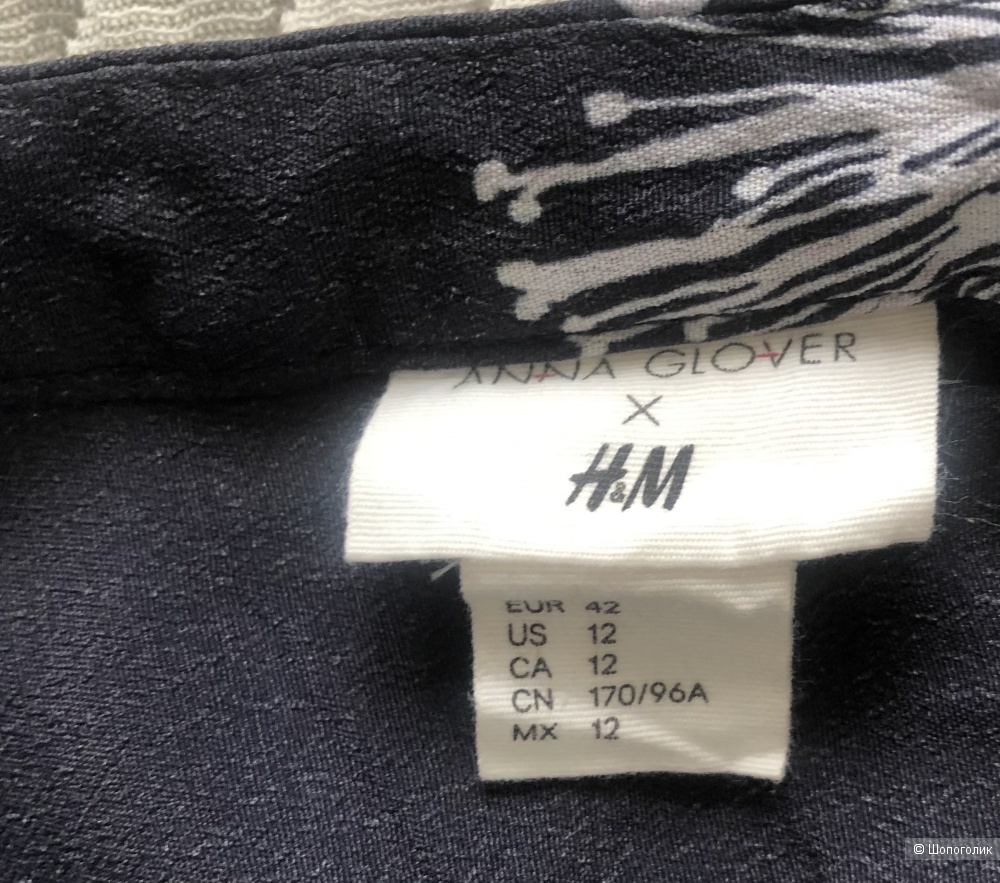 ANNA GLOVER
X
H&M
EUR 42
US 12
CA 12
CN 170/96A
MX 12
© Шопоголик